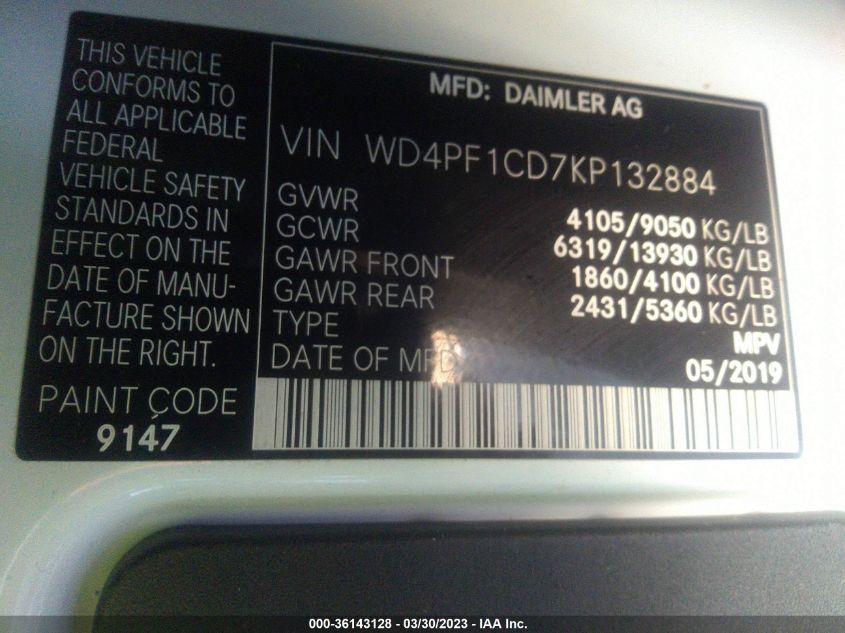 THIS VEHICLE
CONFORMS TO
ALL APPLICABLE
FEDERAL
VEHICLE SAFETY
STANDARDS IN
EFFECT ON THE
DATE OF MANU-
FACTURE SHOWN
ON THE RIGHT.
PAINT CODE
9147
MFD: DAIMLER AG
VIN WD4PF1CD7KP132884
GVWR 4105/9050 KG/LB
GCWR 6319/13930 KG/LB
GAWR FRONT 1860/4100 KG/LB
GAWR REAR 2431/5360 KG/LB
TYPE MPV
DATE OF MFD 05/2019
000-36143128 - 03/30/2023 - IAA Inc.